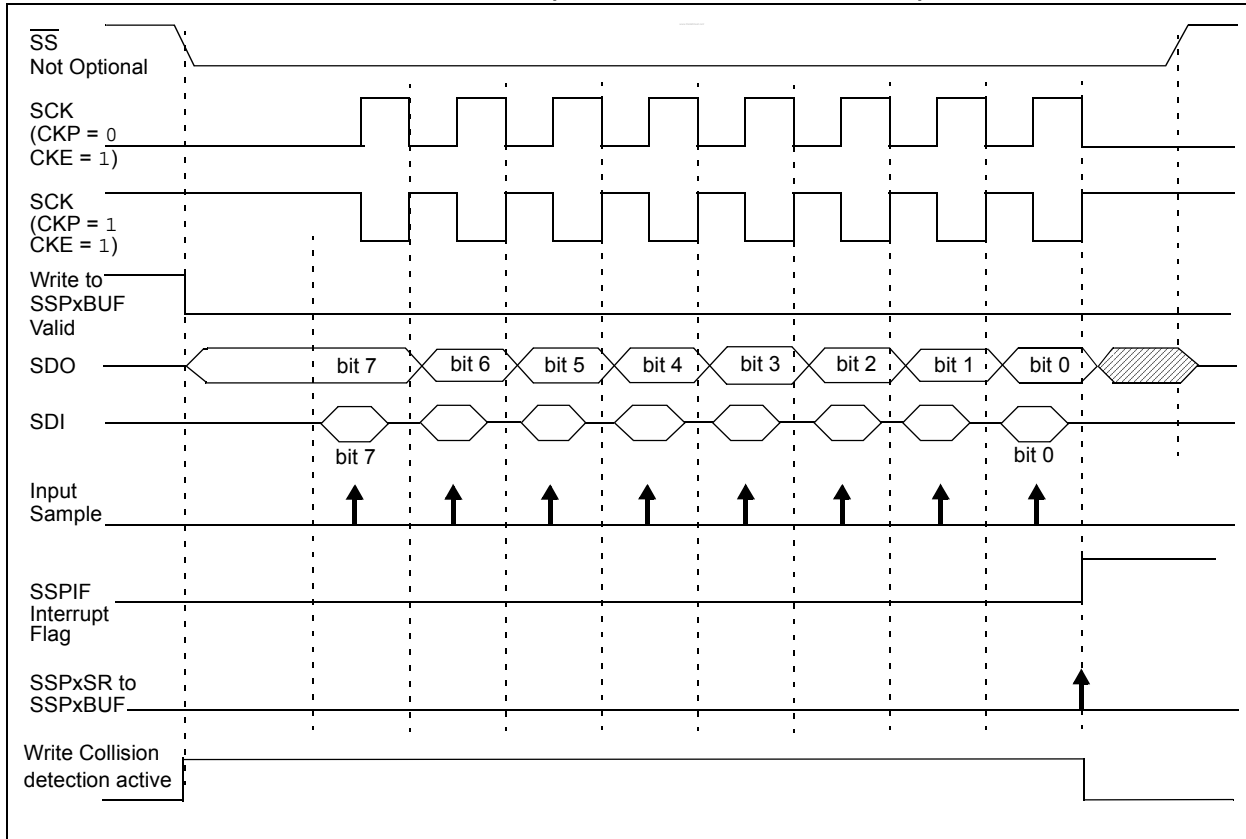 SS
Not Optional
SCK
(CKP = 0
CKE = 1)
SCK
(CKP = 1
CKE = 1)
Write to
SSPxBUF
Valid
SDO
bit 7 bit 6 bit 5 bit 4 bit 3 bit 2 bit 1 bit 0
SDI
bit 7 bit 0
Input
Sample
SSPIF
Interrupt
Flag
SSPxSR to
SSPxBUF
Write Collision
detection active